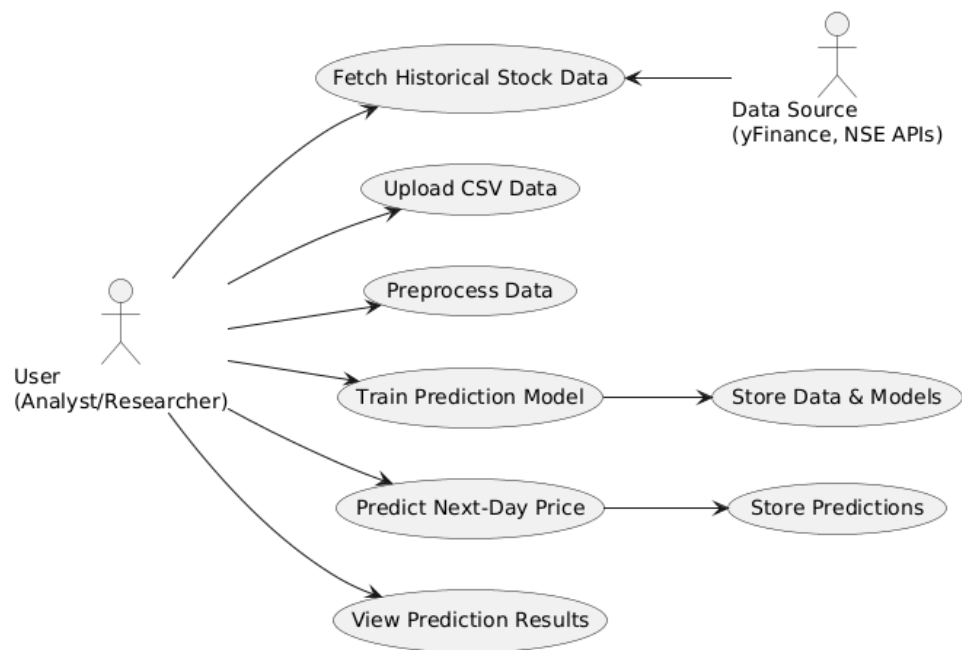 Fetch Historical Stock Data
Data Source
(yFinance, NSE APIs)
Upload CSV Data
Preprocess Data
User
(Analyst/Researcher)
Train Prediction Model
Store Data & Models
Predict Next-Day Price
Store Predictions
View Prediction Results